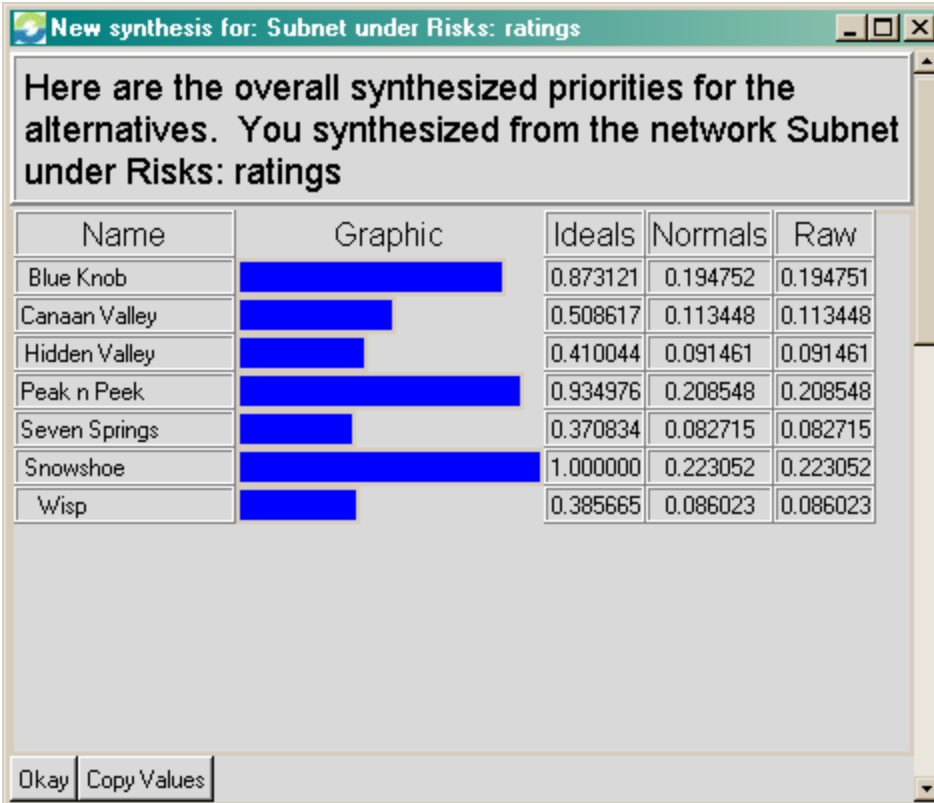 New synthesis for: Subnet under Risks: ratings
Here are the overall synthesized priorities for the
alternatives. You synthesized from the network Subnet
under Risks: ratings
Name Graphic Ideals Normals Raw
Blue Knob 0.873121 0.194752 0.194751
Canaan Valley 0.508617 0.113448 0.113448
Hidden Valley 0.410044 0.091461 0.091461
Peak n Peek 0.934976 0.208548 0.208548
Seven Springs 0.370834 0.082715 0.082715
Snowshoe 1.000000 0.223052 0.223052
Wisp 0.385665 0.086023 0.086023
Okay Copy Values